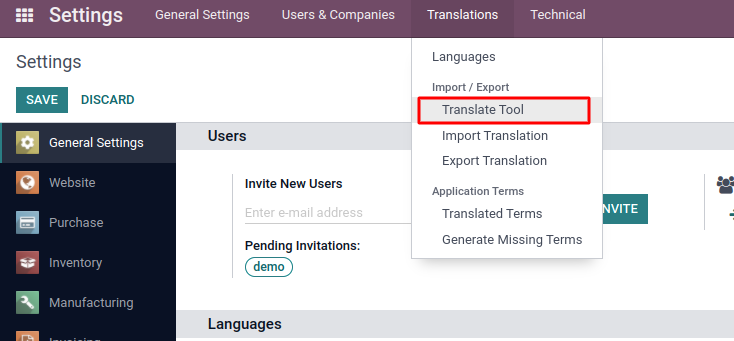 Settings General Settings Users & Companies Translations Technical
Settings
SAVE DISCARD
Languages
Import / Export
Translate Tool
Import Translation
Export Translation
Application Terms
Translated Terms
Generate Missing Terms
General Settings
Website
Purchase
Inventory
Manufacturing
Users
Invite New Users
Enter e-mail address
NVITE
Pending Invitations:
demo
Languages